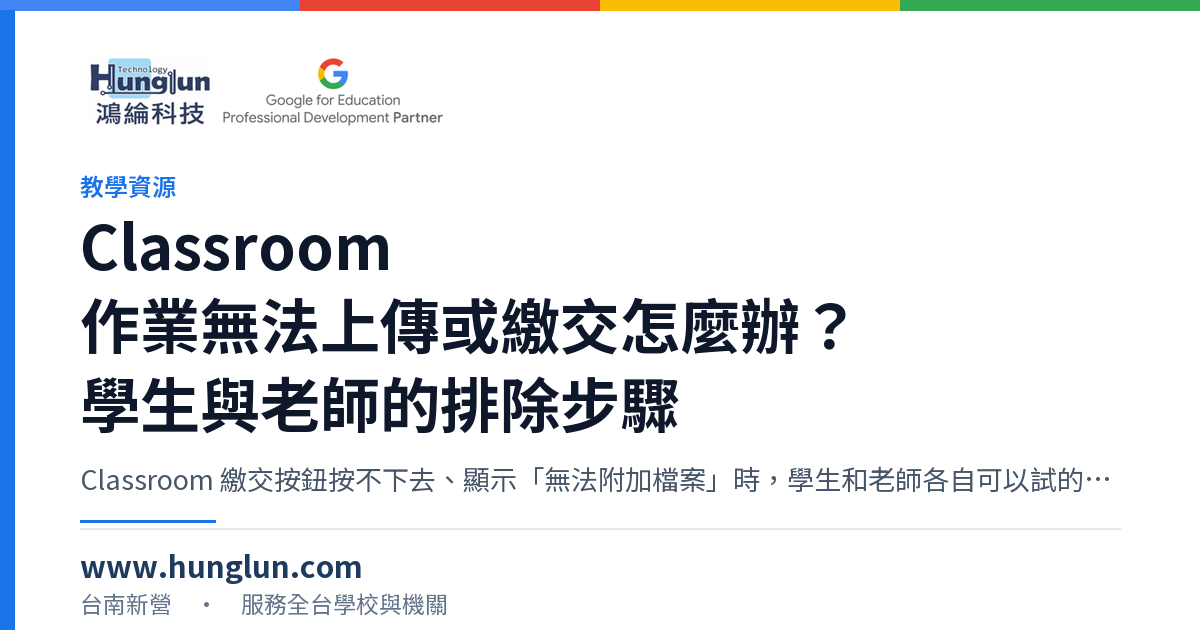 Technology
Hunglun
鴻綸科技
Google for Education
Professional Development Partner
教學資源
Classroom
作業無法上傳或繳交怎麼辦？
學生與老師的排除步驟
Classroom 繳交按鈕按不下去、顯示「無法附加檔案」時，學生和老師各自可以試的…
www.hunglun.com
台南新營 • 服務全台學校與機關